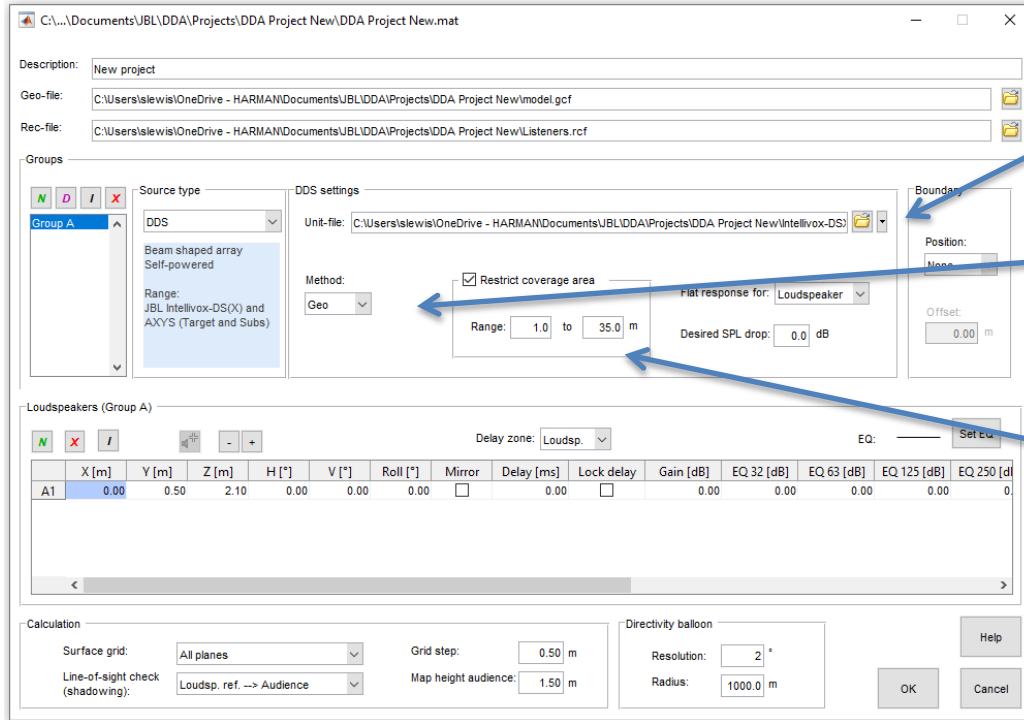 C:\...\Documents\JBL\DDA\Projects\DDA Project New\DDA Project New.mat
Description: New project
Geo-file: C:\Users\slewis\OneDrive - HARMAN\Documents\JBL\DDA\Projects\DDA Project New\model.gcf
Rec-file: C:\Users\slewis\OneDrive - HARMAN\Documents\JBL\DDA\Projects\DDA Project New\Listeners.rcf
Groups
N D I X
Group A
Source type
DDS
Beam shaped array
Self-powered
Range:
JBL Intellivox-DS(X) and
AXYS (Target and Subs)
DDS settings
Unit-file: C:\Users\slewis\OneDrive - HARMAN\Documents\JBL\DDA\Projects\DDA Project New\Intellivox-DSX
Method:
Geo
Restrict coverage area
Range: 1.0 to 35.0 m
Flat response for: Loudspeaker
Desired SPL drop: 0.0 dB
Boundary
Position:
None
Offset:
0.00 m
Loudspeakers (Group A)
N X I - + Delay zone: Loudsp. EQ: Set EQ
X [m] Y [m] Z [m] H [°] V [°] Roll [°] Mirror Delay [ms] Lock delay Gain [dB] EQ 32 [dB] EQ 63 [dB] EQ 125 [dB] EQ 250 [dB
A1 0.00 0.50 2.10 0.00 0.00 0.00 0.00 0.00 0.00 0.00 0.00 0.
Calculation
Surface grid: All planes
Line-of-sight check
(shadowing): Loudsp. ref. --> Audience
Grid step: 0.50 m
Map height audience: 1.50 m
Directivity balloon
Resolution: 2 °
Radius: 1000.0 m
Help
OK Cancel